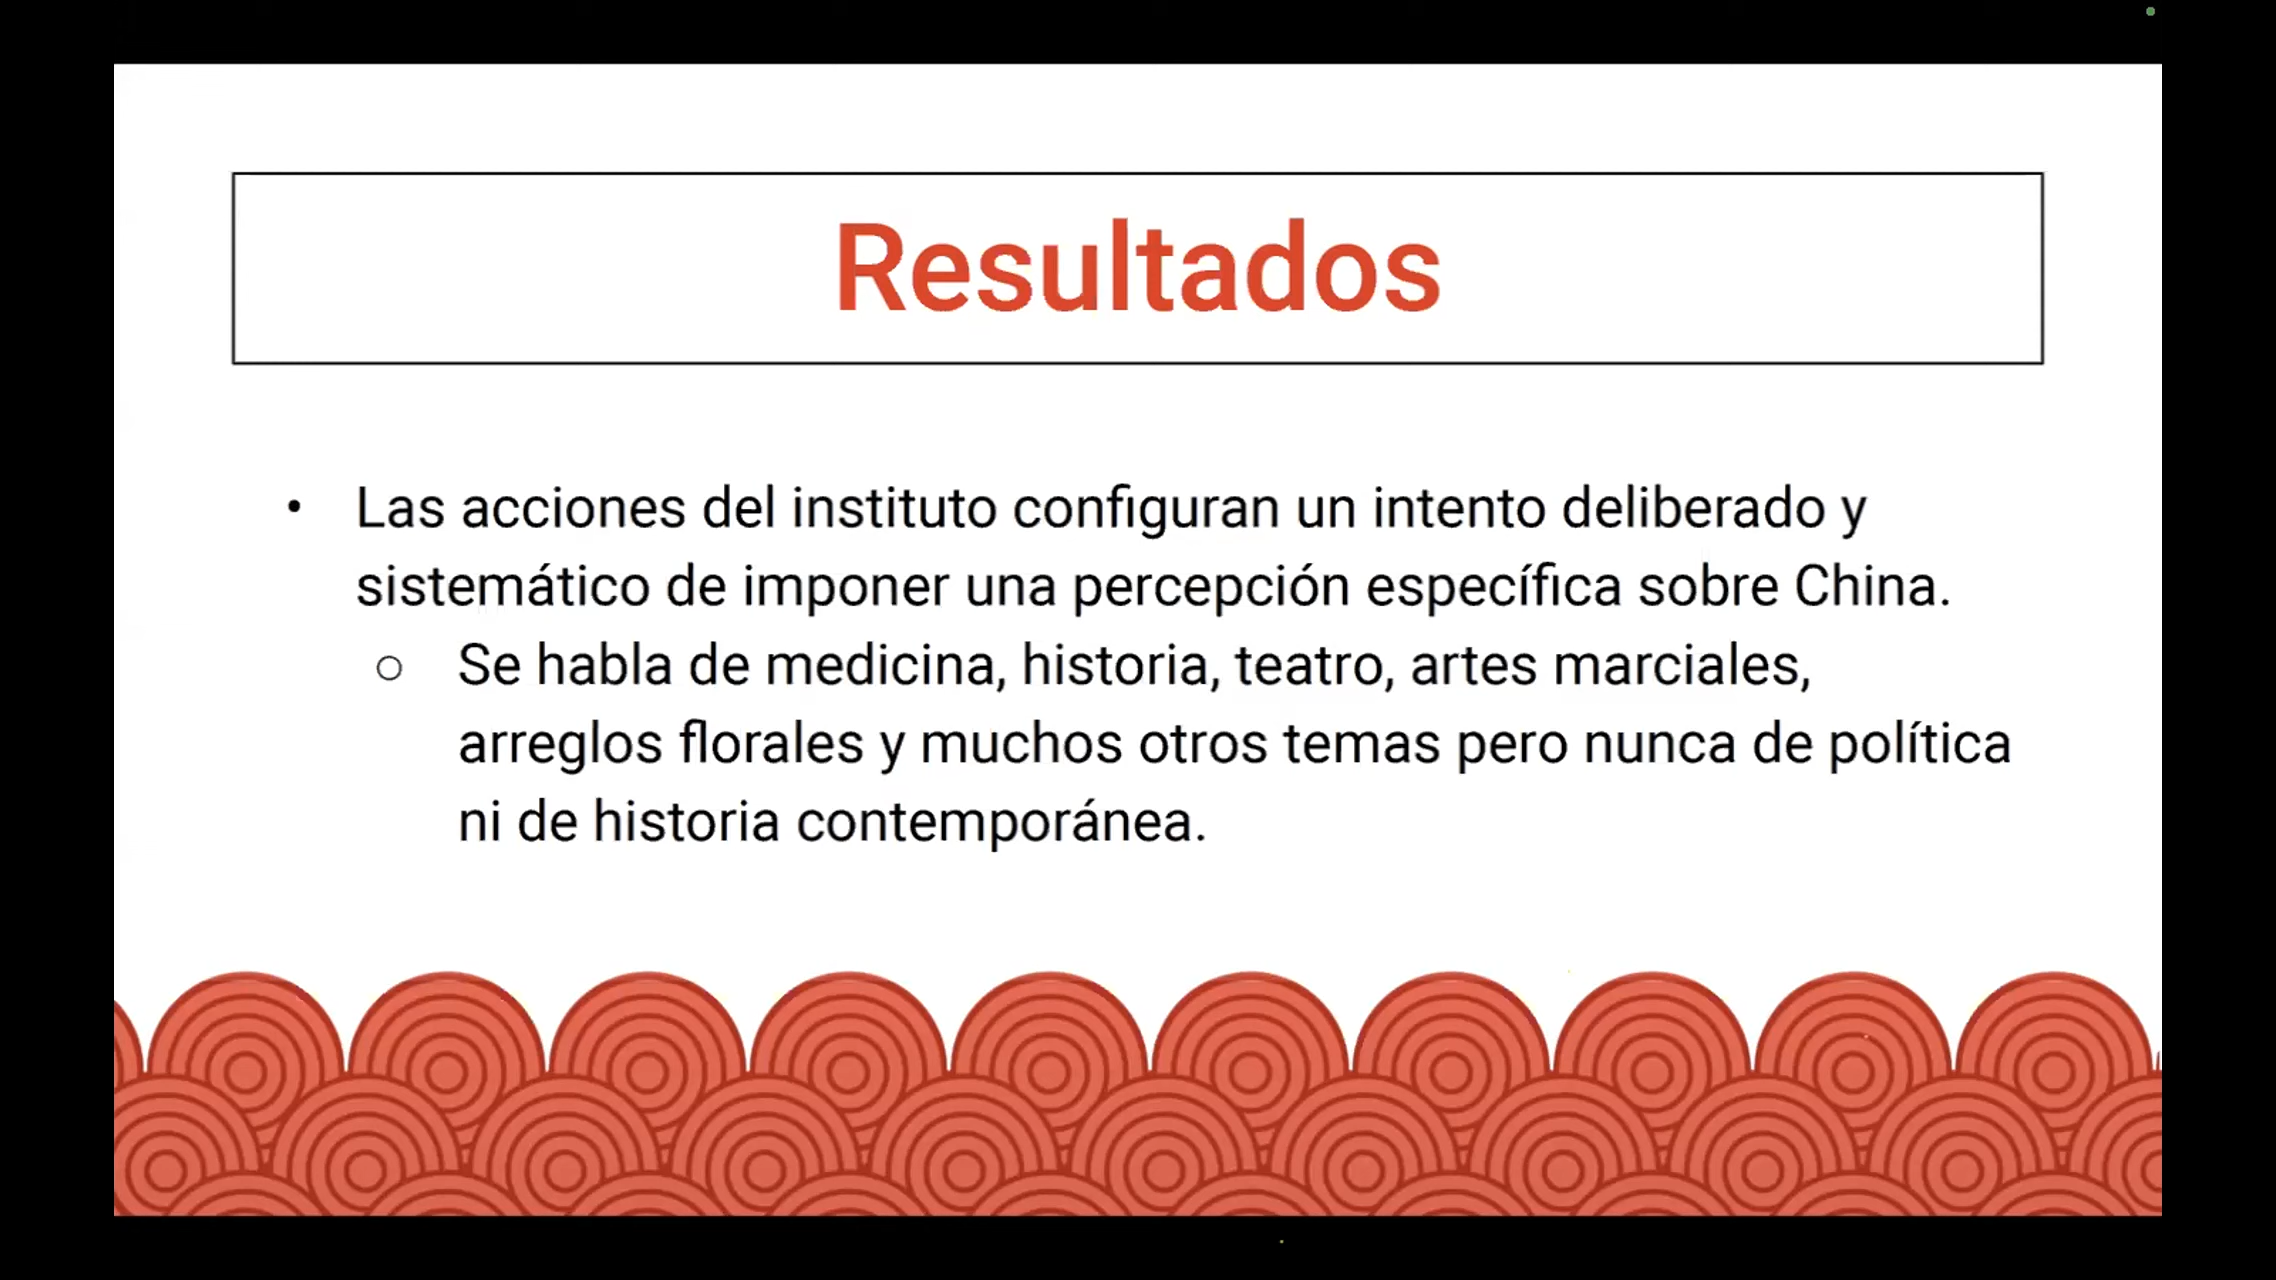 Resultados
• Las acciones del instituto configuran un intento deliberado y
sistemático de imponer una percepción específica sobre China.
○ Se habla de medicina, historia, teatro, artes marciales,
arreglos florales y muchos otros temas pero nunca de política
ni de historia contemporánea.